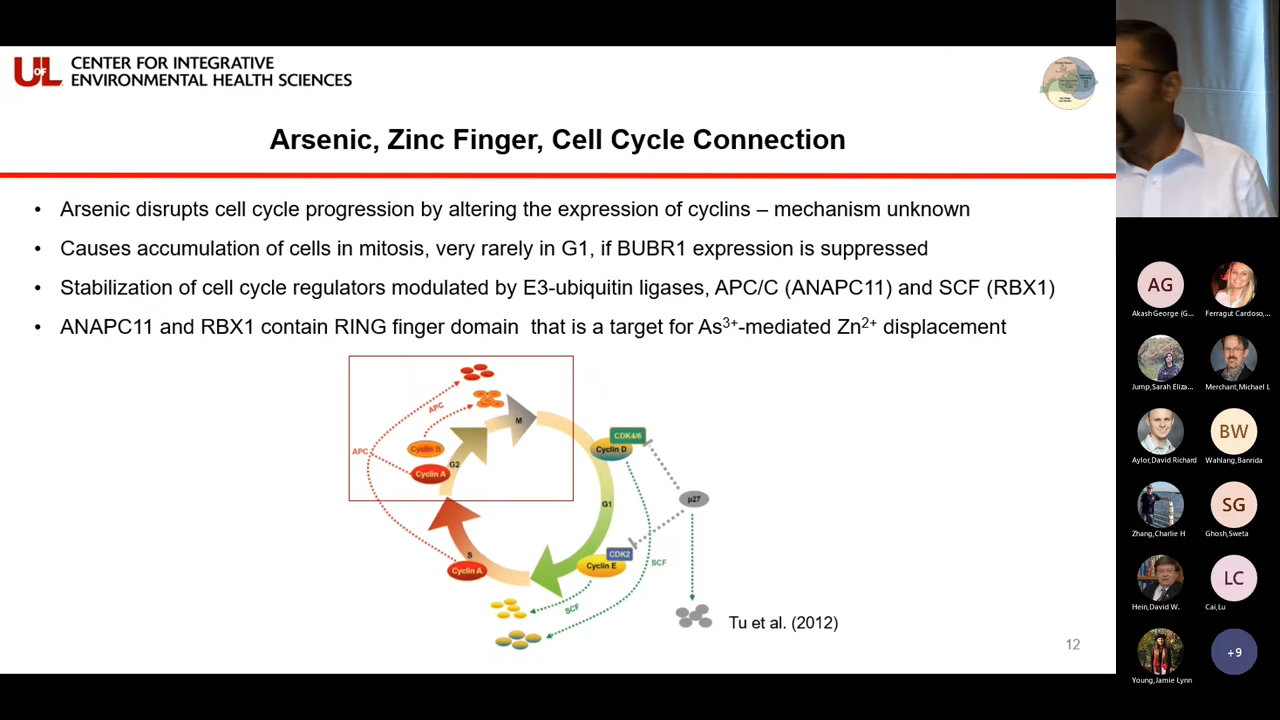 UofL
CENTER FOR INTEGRATIVE
ENVIRONMENTAL HEALTH SCIENCES
Arsenic, Zinc Finger, Cell Cycle Connection
• Arsenic disrupts cell cycle progression by altering the expression of cyclins – mechanism unknown
• Causes accumulation of cells in mitosis, very rarely in G1, if BUBR1 expression is suppressed
• Stabilization of cell cycle regulators modulated by E3-ubiquitin ligases, APC/C (ANAPC11) and SCF (RBX1)
• ANAPC11 and RBX1 contain RING finger domain that is a target for As3+-mediated Zn2+ displacement
APC
M
CDK4/6
Cyclin B
Cyclin D
APC
G2
Cyclin A
p27
G1
CDK2
S
Cyclin E
SCF
Cyclin A
SCF
Tu et al. (2012)
12
AG
AkashGeorge (G...
Ferragut Cardoso,...
Jump,Sarah Eliza...
Merchant,Michael L
BW
Aylor,David Richard
Wahlang,Banrida
SG
Zhang,Charlie H
Ghosh,Sweta
LC
Hein,David W.
Cai,Lu
+9
Young,Jamie Lynn